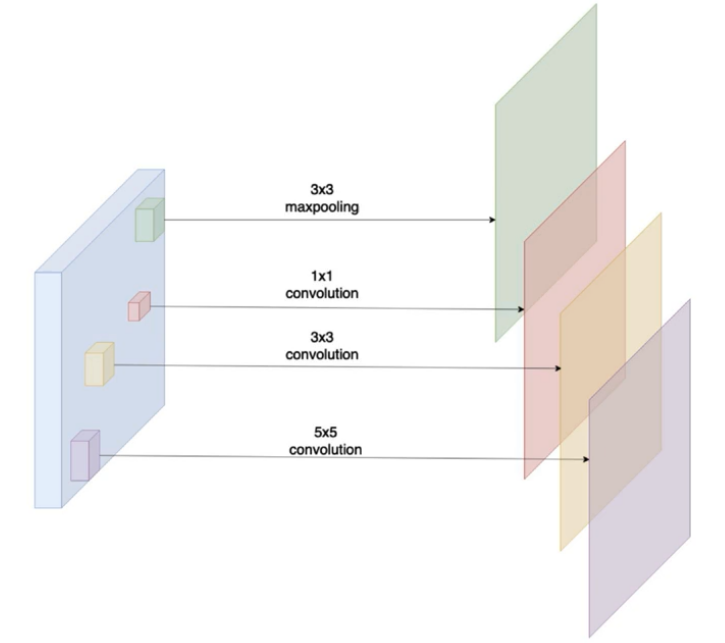 3x3
maxpooling
1x1
convolution
3x3
convolution
5x5
convolution